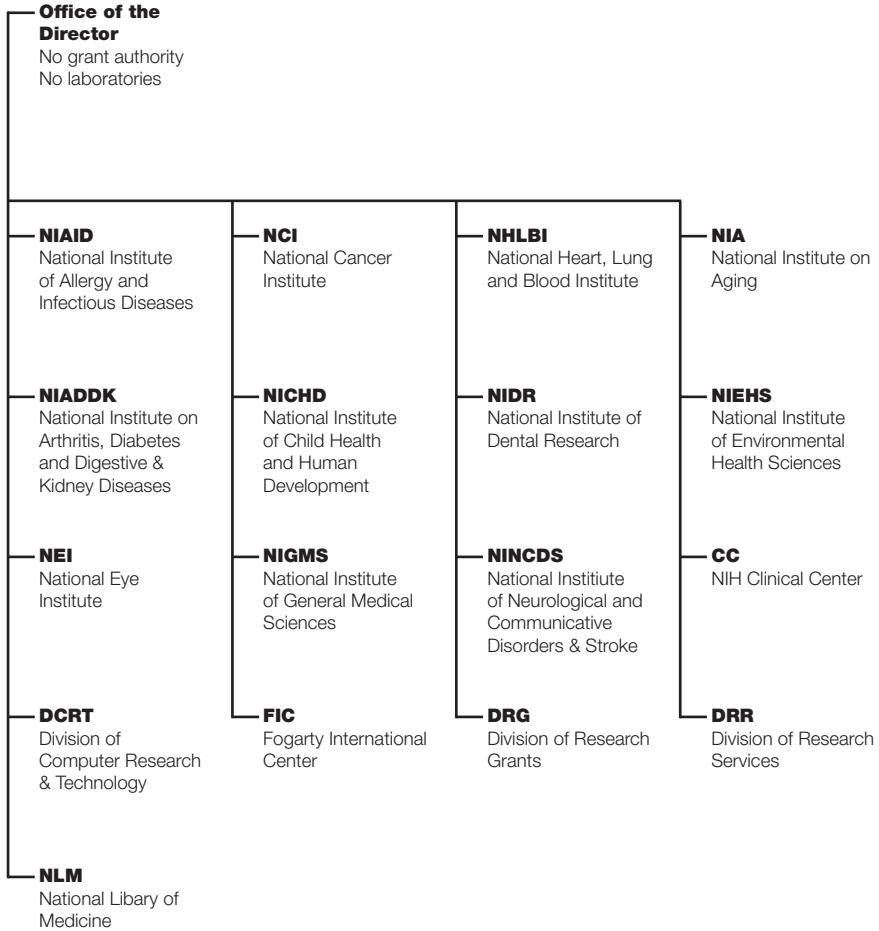 Office of the
Director
No grant authority
No laboratories
NIAID
National Institute
of Allergy and
Infectious Diseases
NCI
National Cancer
Institute
NHLBI
National Heart, Lung
and Blood Institute
NIA
National Institute on
Aging
NIADDK
National Institute on
Arthritis, Diabetes
and Digestive &
Kidney Diseases
NICHD
National Institute
of Child Health
and Human
Development
NIDR
National Institute of
Dental Research
NIEHS
National Institute
of Environmental
Health Sciences
NEI
National Eye
Institute
NIGMS
National Institute
of General Medical
Sciences
NINCDS
National Institiute
of Neurological and
Communicative
Disorders & Stroke
CC
NIH Clinical Center
DCRT
Division of
Computer Research
& Technology
FIC
Fogarty International
Center
DRG
Division of Research
Grants
DRR
Division of Research
Services
NLM
National Libary of
Medicine